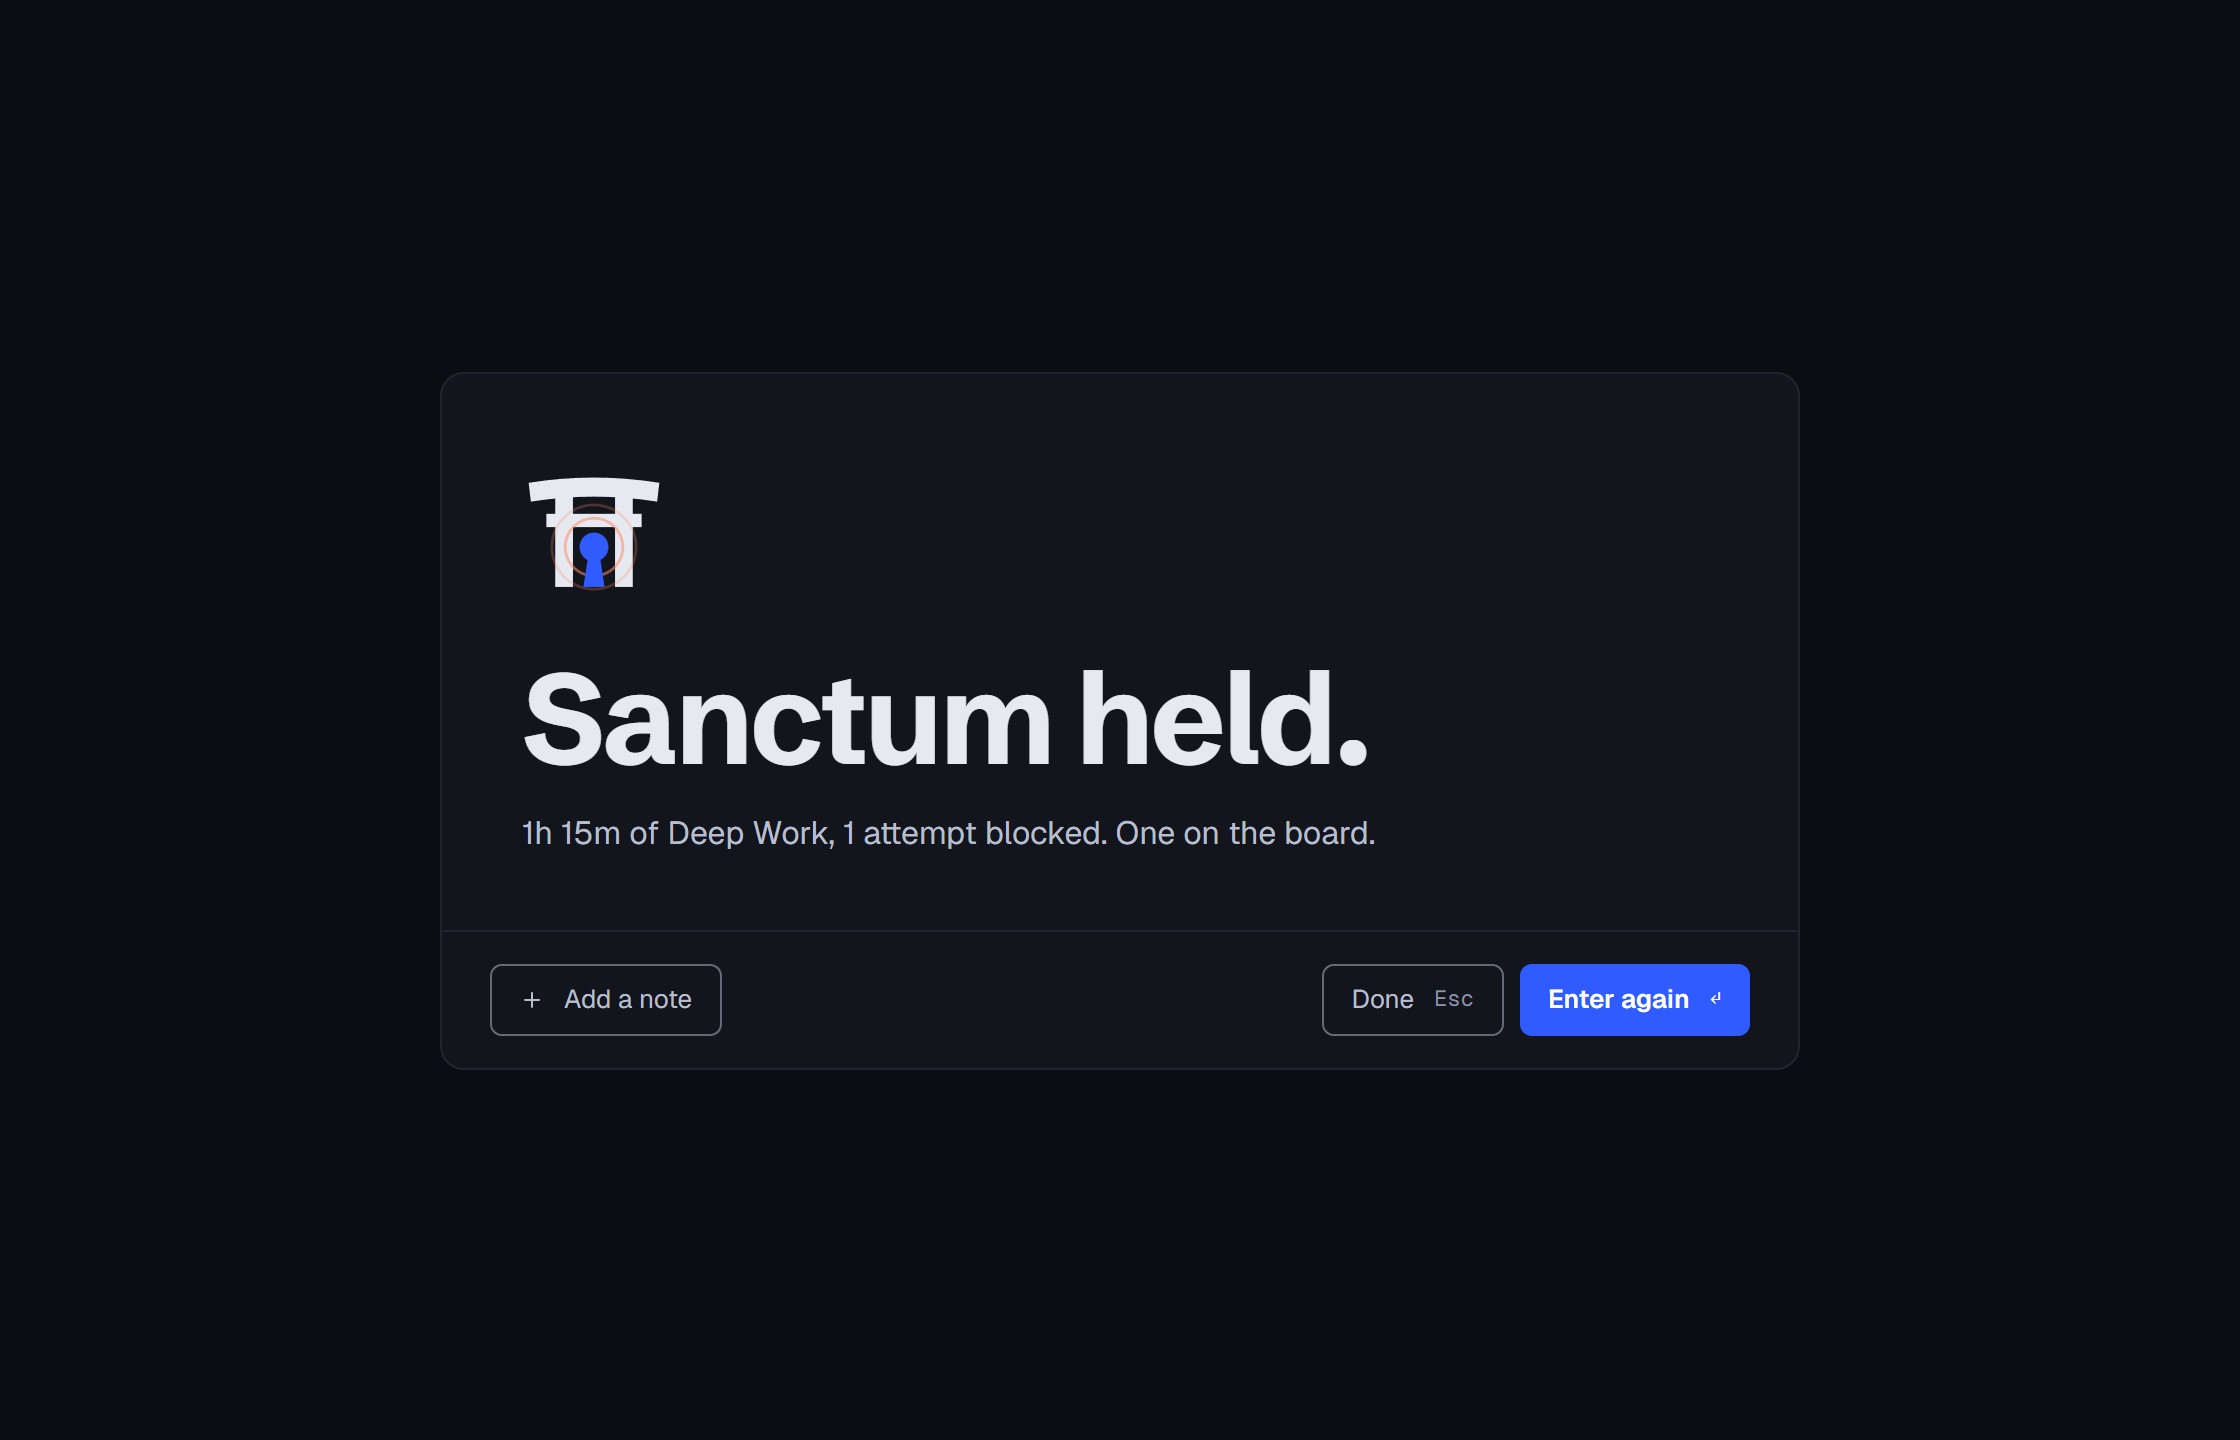 Sanctum held.
1h 15m of Deep Work, 1 attempt blocked. One on the board.
+ Add a note
Done Esc
Enter again ↵